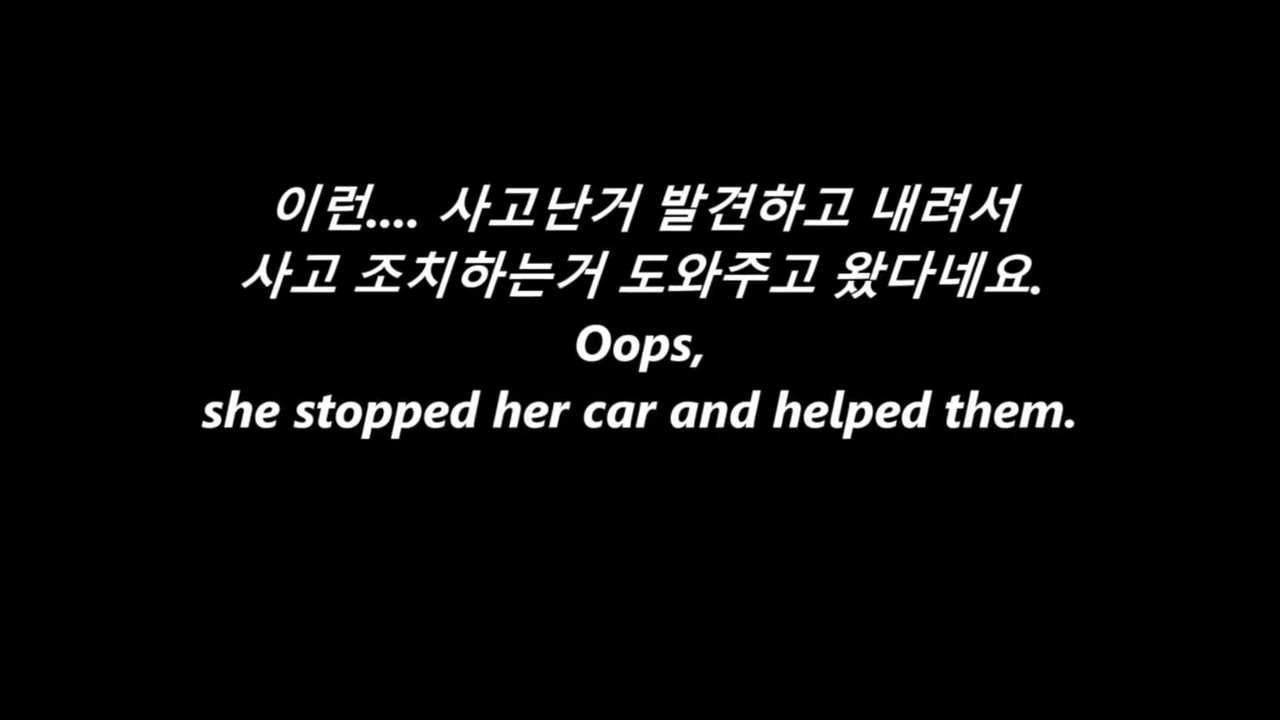 이런.... 사고난거 발견하고 내려서
사고 조치하는거 도와주고 왔다네요.
Oops,
she stopped her car and helped them.